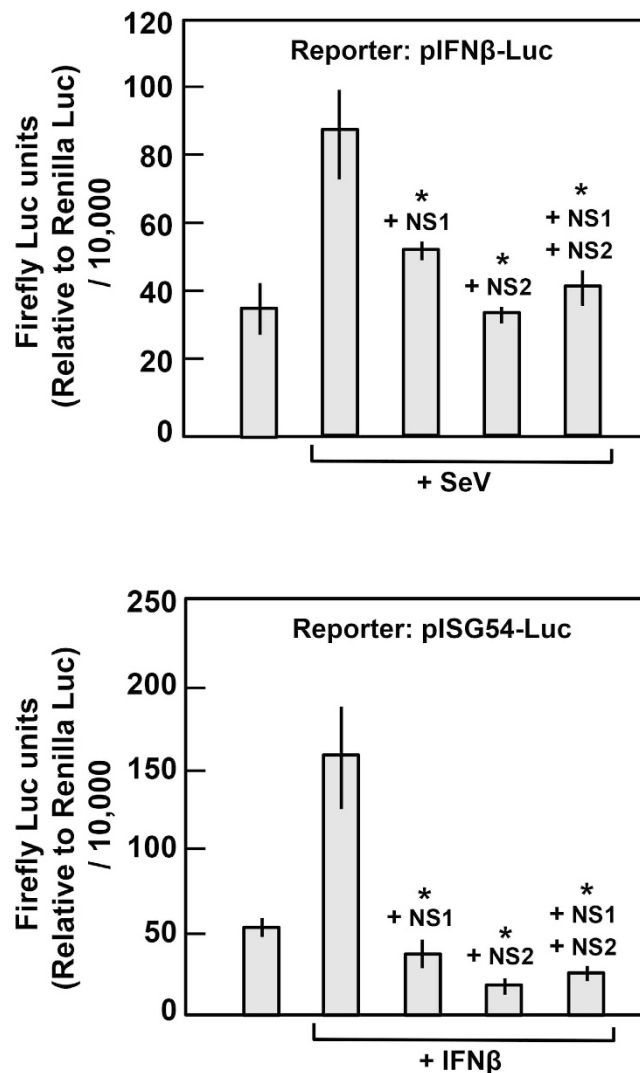 120
100
80
60
40
20
0
Firefly Luc units
(Relative to Renilla Luc)
/ 10,000
Reporter: pIFNβ-Luc
*
+ NS1
*
+ NS2
*
+ NS1
+ NS2
+ SeV
250
200
150
100
50
0
Firefly Luc units
(Relative to Renilla Luc)
/ 10,000
Reporter: pISG54-Luc
*
+ NS1
*
+ NS2
*
+ NS1
+ NS2
+ IFNβ